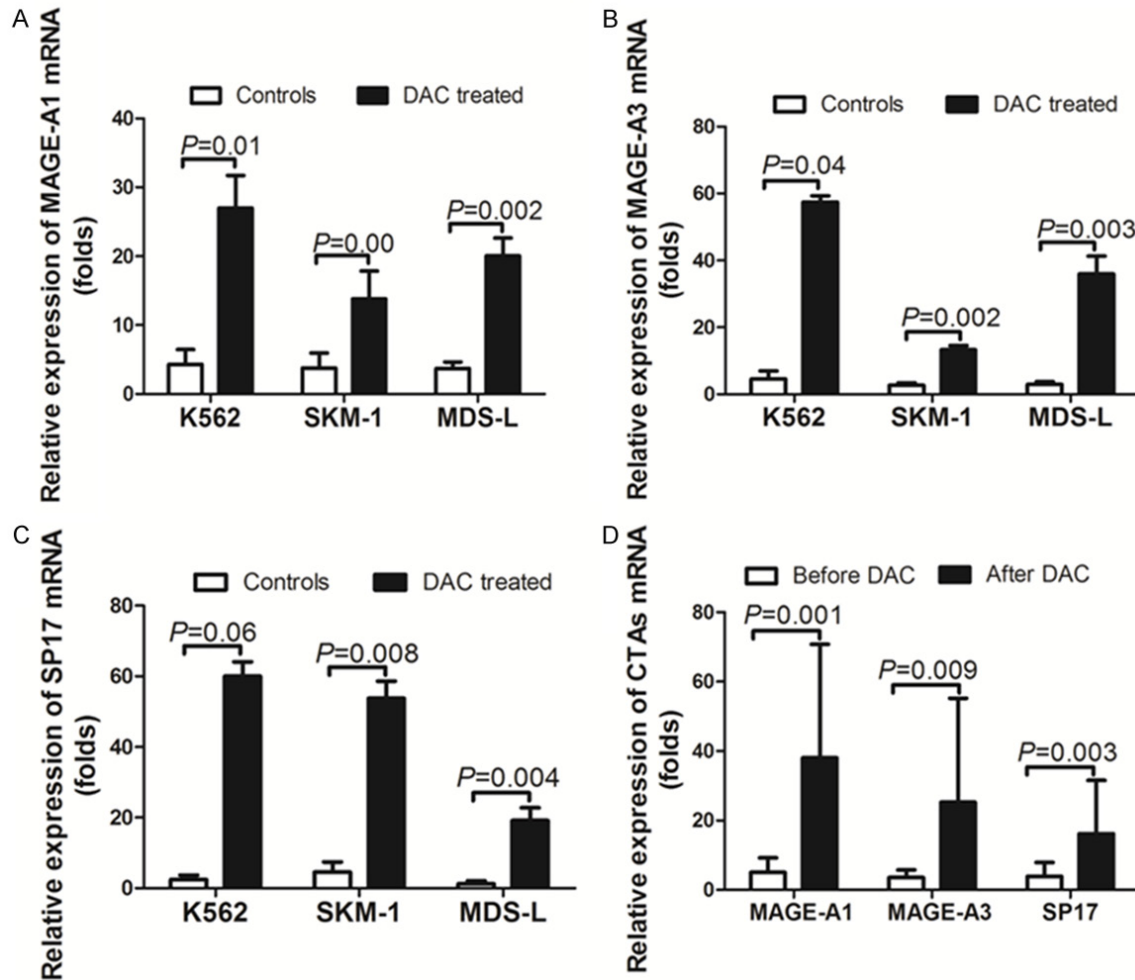 A
Relative expression of MAGE-A1 mRNA
(folds)
Controls DAC treated
40
30
20
10
0
P=0.01
P=0.00
P=0.002
K562 SKM-1 MDS-L
B
Relative expression of MAGE-A3 mRNA
(folds)
Controls DAC treated
80
60
40
20
0
P=0.04
P=0.002
P=0.003
K562 SKM-1 MDS-L
C
Relative expression of SP17 mRNA
(folds)
Controls DAC treated
80
60
40
20
0
P=0.06
P=0.008
P=0.004
K562 SKM-1 MDS-L
D
Relative expression of CTAs mRNA
(folds)
Before DAC After DAC
80
60
40
20
0
P=0.001
P=0.009
P=0.003
MAGE-A1 MAGE-A3 SP17